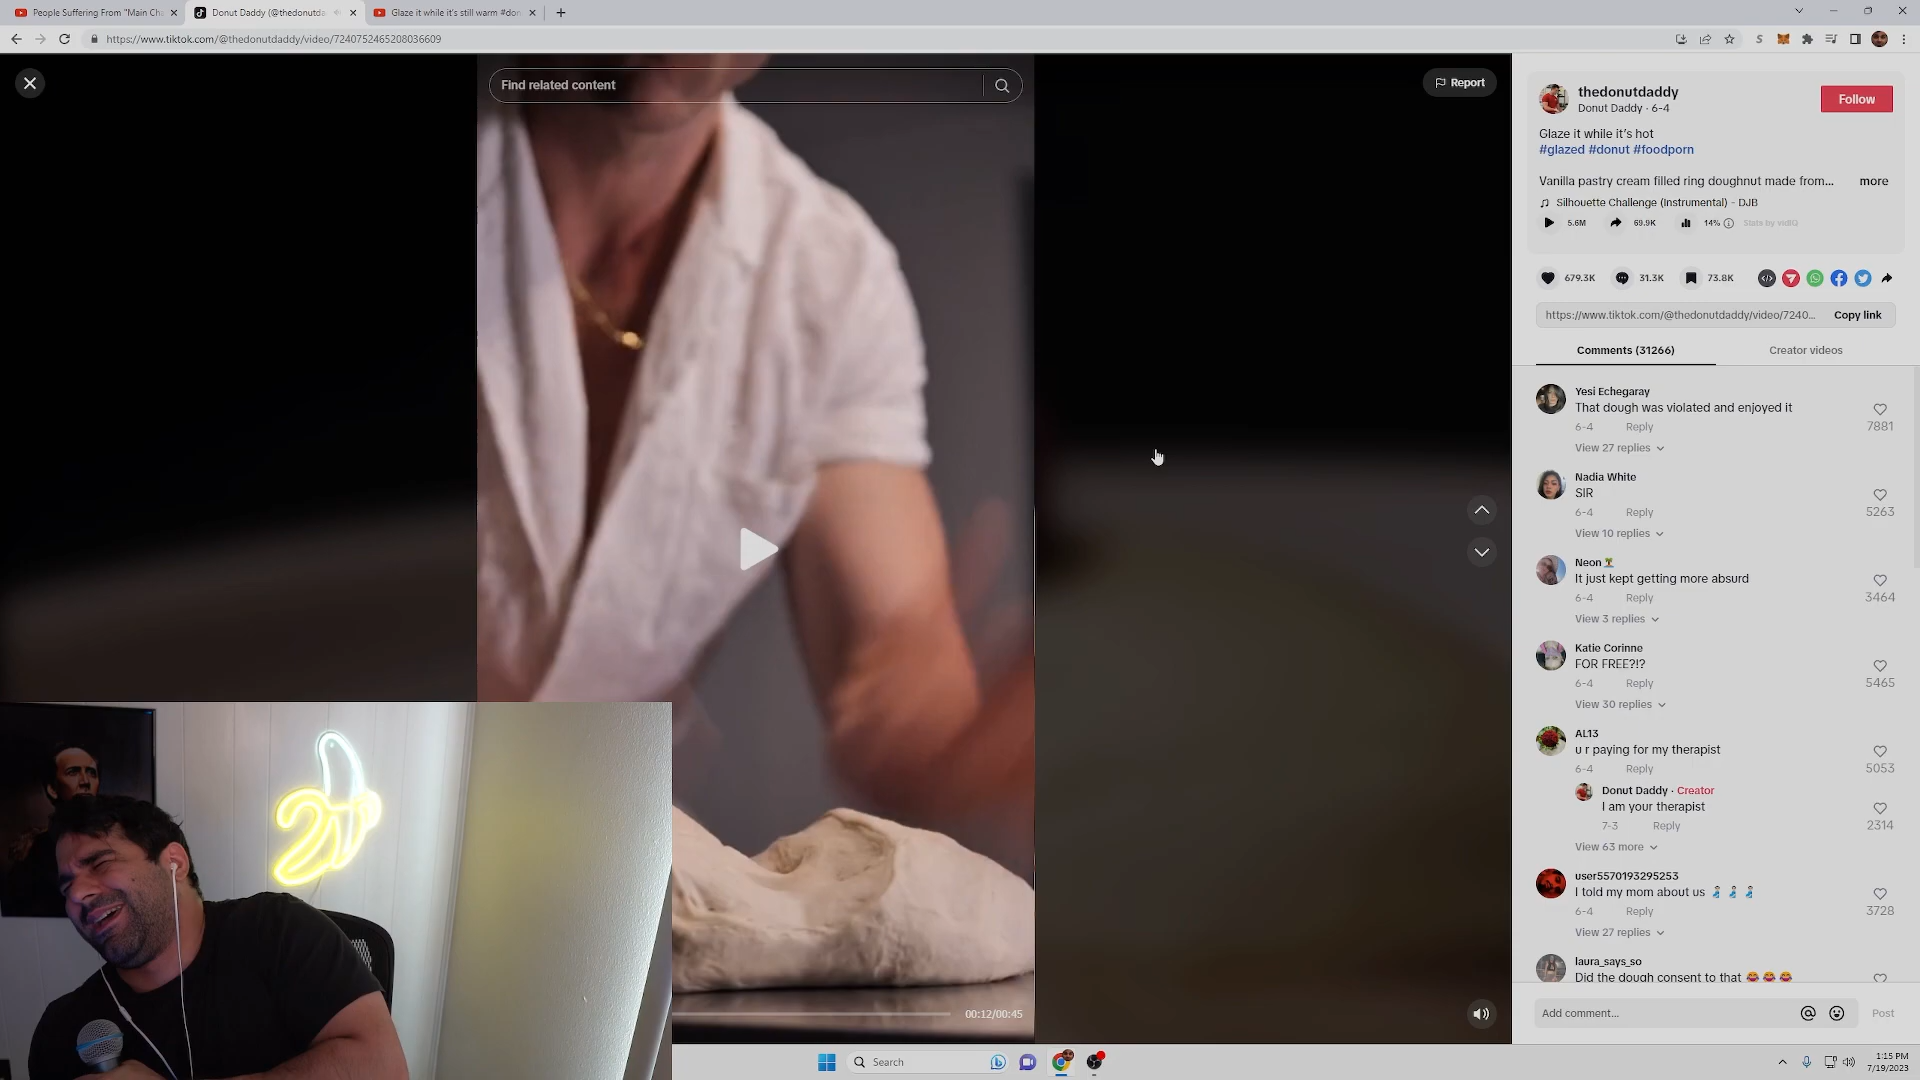 People Suffering From "Main Ch
Donut Daddy (@thedonutda
Glaze it while it's still warm #don
https://www.tiktok.com/@thedonutdaddy/video/7240752465208036609
Find related content
Report
thedonutdaddy
Donut Daddy · 6-4
Follow
Glaze it while it's hot
#glazed #donut #foodporn
Vanilla pastry cream filled ring doughnut made from... more
Silhouette Challenge (Instrumental) - DJB
5.6M 69.9K 14% Stats by vidIQ
679.3K 31.3K 73.8K
https://www.tiktok.com/@thedonutdaddy/video/7240... Copy link
Comments (31266) Creator videos
Yesi Echegaray
That dough was violated and enjoyed it
6-4 Reply 7881
View 27 replies
Nadia White
SIR
6-4 Reply 5263
View 10 replies
Neon
It just kept getting more absurd
6-4 Reply 3464
View 3 replies
Katie Corinne
FOR FREE?!?
6-4 Reply 5465
View 30 replies
AL13
u r paying for my therapist
6-4 Reply 5053
Donut Daddy · Creator
I am your therapist
7-3 Reply 2314
View 63 more
user5570193295253
I told my mom about us
6-4 Reply 3728
View 27 replies
laura_says_so
Did the dough consent to that
Add comment... Post
00:12/00:45
Search
1:15 PM
7/19/2023